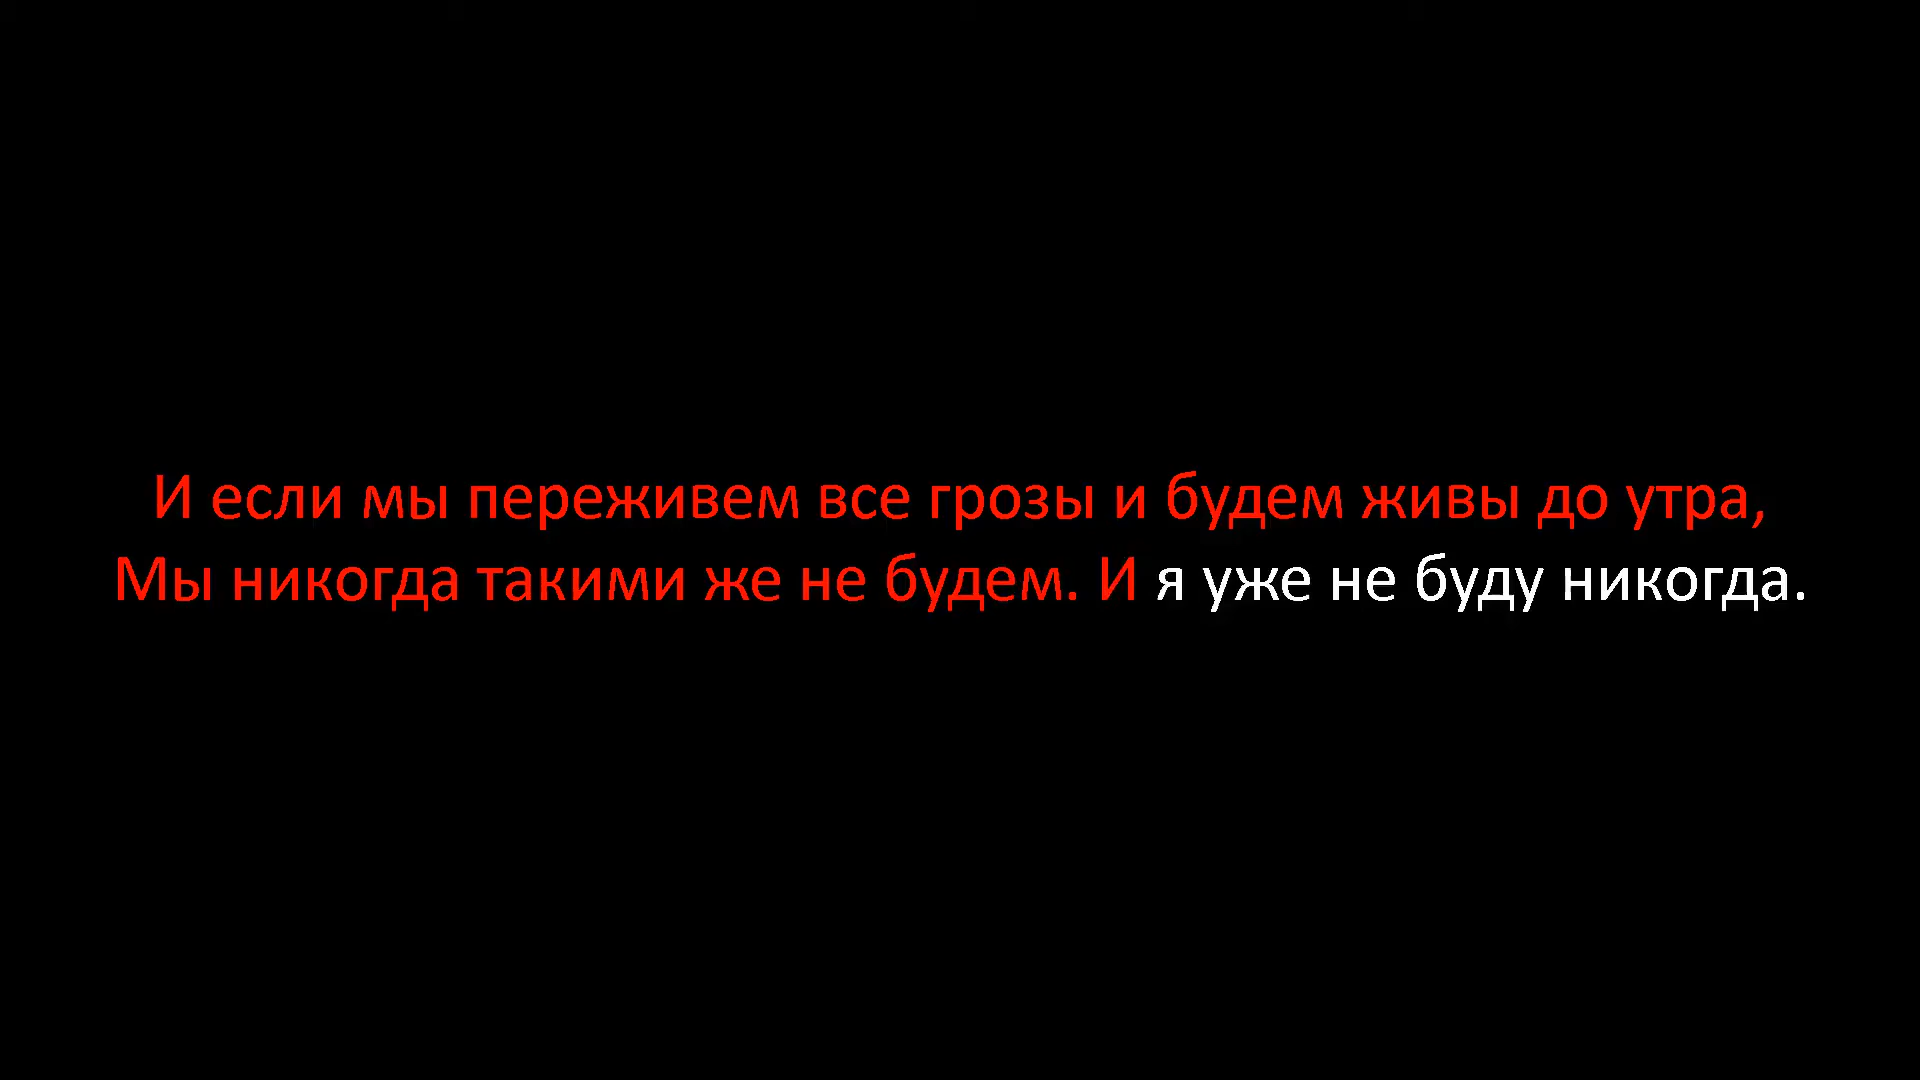 И если мы переживем все грозы и будем живы до утра,
Мы никогда такими же не будем. И я уже не буду никогда.